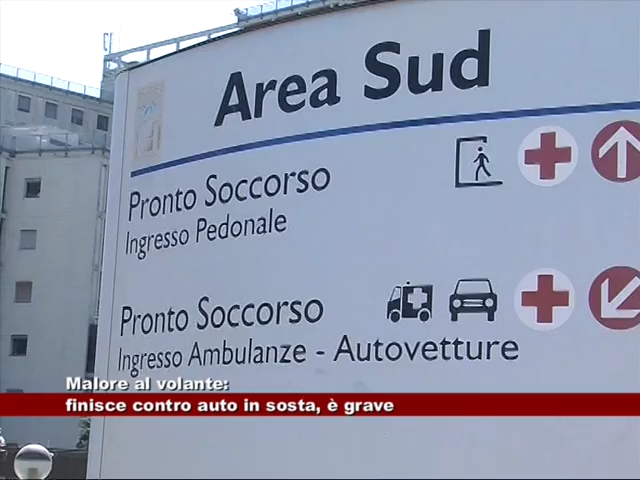 Area Sud
Pronto Soccorso
Ingresso Pedonale
Pronto Soccorso
Ingresso Ambulanze - Autovetture
Malore al volante:
finisce contro auto in sosta, è grave